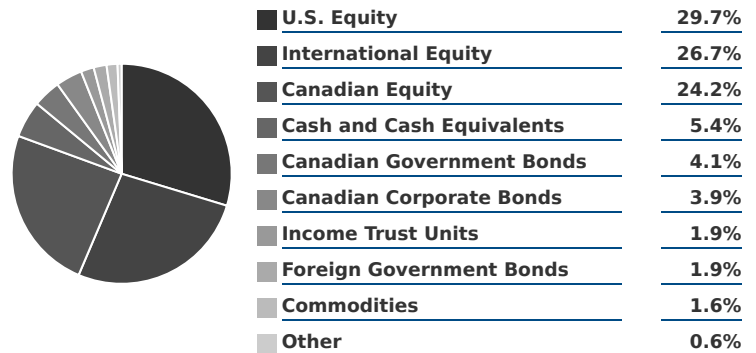 U.S. Equity 29.7%
International Equity 26.7%
Canadian Equity 24.2%
Cash and Cash Equivalents 5.4%
Canadian Government Bonds 4.1%
Canadian Corporate Bonds 3.9%
Income Trust Units 1.9%
Foreign Government Bonds 1.9%
Commodities 1.6%
Other 0.6%